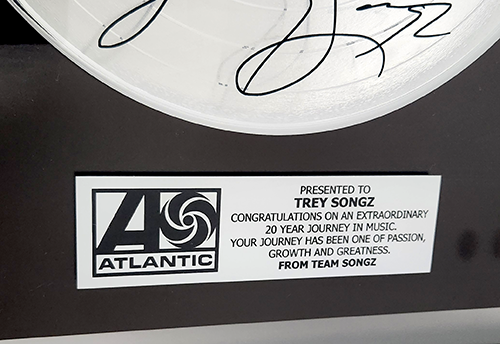 Songz
ATLANTIC
PRESENTED TO
TREY SONGZ
CONGRATULATIONS ON AN EXTRAORDINARY
20 YEAR JOURNEY IN MUSIC.
YOUR JOURNEY HAS BEEN ONE OF PASSION,
GROWTH AND GREATNESS.
FROM TEAM SONGZ